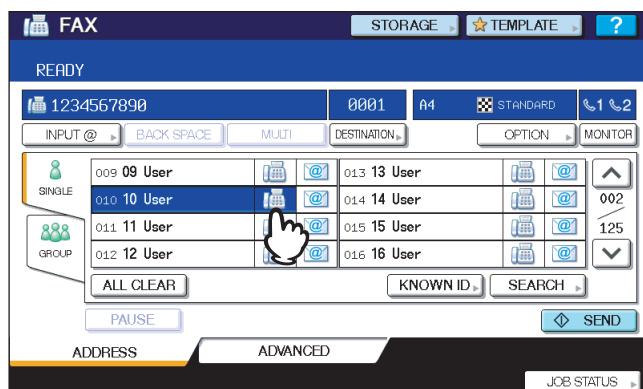 FAX STORAGE TEMPLATE ?
READY
1234567890 0001 A4 STANDARD 1 2
INPUT @ BACK SPACE MULTI DESTINATION OPTION MONITOR
SINGLE
009 09 User @ 013 13 User @
010 10 User @ 014 14 User @
002
011 11 User @ 015 15 User @
125
GROUP
012 12 User @ 016 16 User @
ALL CLEAR KNOWN ID SEARCH
PAUSE SEND
ADDRESS ADVANCED
JOB STATUS